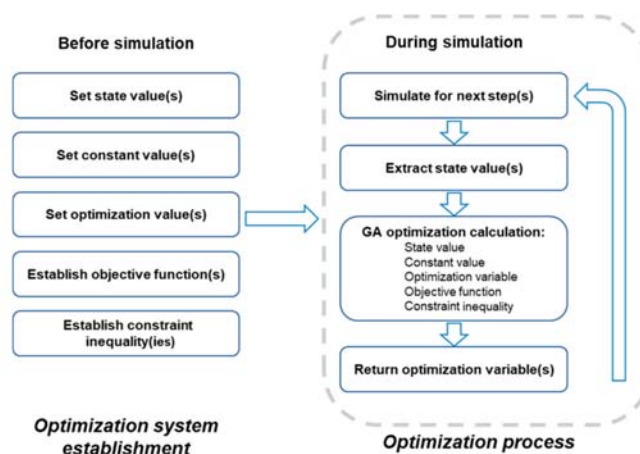 Before simulation
Set state value(s)
Set constant value(s)
Set optimization value(s)
Establish objective function(s)
Establish constraint
inequality(ies)
Optimization system
establishment
During simulation
Simulate for next step(s)
Extract state value(s)
GA optimization calculation:
State value
Constant value
Optimization variable
Objective function
Constraint inequality
Return optimization variable(s)
Optimization process